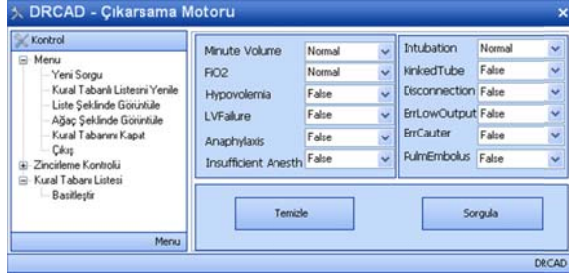 DRCAD - Çıkarsama Motoru
Kontrol
Menu
Yeni Sorgu
Kural Tabanlı Listesni Yenile
Liste Şeklinde Görüntüle
Ağaç Şeklinde Göiintüle
Kural Tabanını Kapat
Çıkış
Zincirleme Kontrolü
Kural Tabanı Listesi
Basitleştir
Menu
Minute Volume Normal
FiO2 Normal
Hypovolemia False
LVFailure False
Anaphylaxis False
Insufficient Anesth False
Intubation Normal
KinkedTube False
Disconnection False
ErrLowOutput False
ErrCauter False
PulmEmbolus False
Temizle
Sorgula
DRCAD